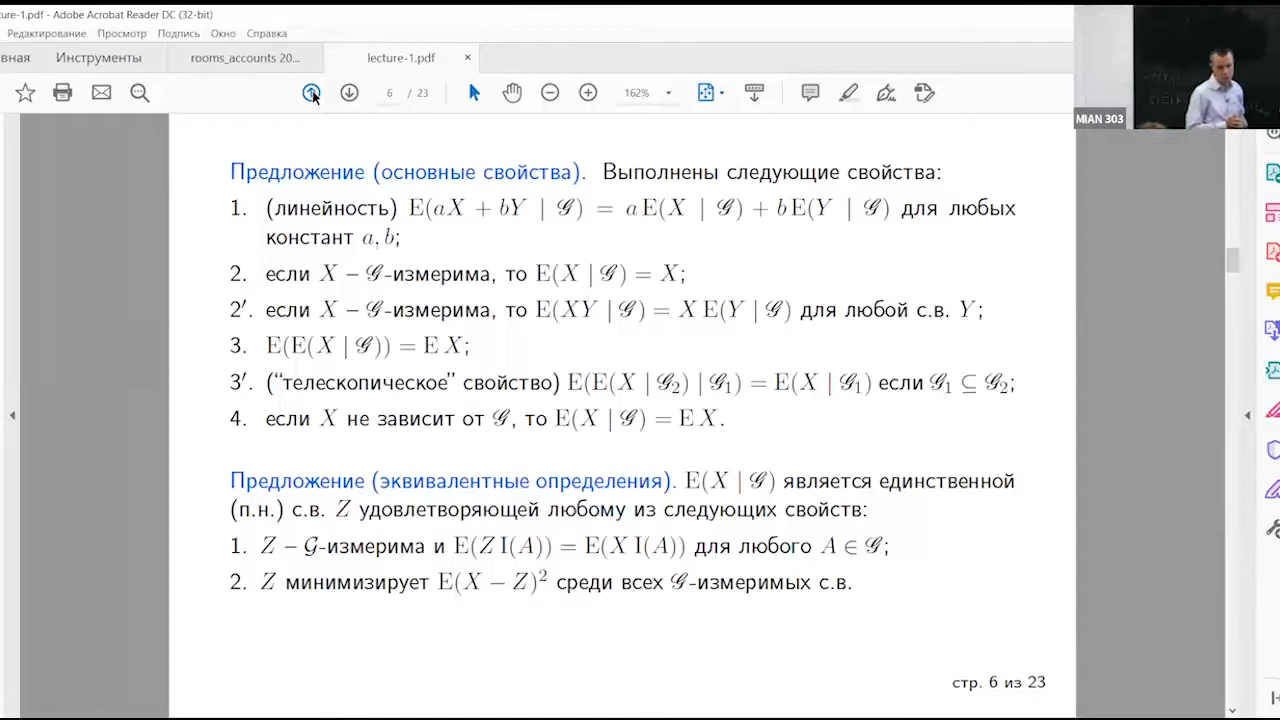 ure-1.pdf - Adobe Acrobat Reader DC (32-bit)
Редактирование Просмотр Подпись Окно Справка
вная Инструменты rooms_accounts 20... lecture-1.pdf ×
6 / 23 162%
MIAN 303
Предложение (основные свойства). Выполнены следующие свойства:
1. (линейность) E(aX + bY | 𝒢) = a E(X | 𝒢) + b E(Y | 𝒢) для любых
констант a, b;
2. если X – 𝒢-измерима, то E(X | 𝒢) = X;
2′. если X – 𝒢-измерима, то E(XY | 𝒢) = X E(Y | 𝒢) для любой с.в. Y;
3. E(E(X | 𝒢)) = E X;
3′. (“телескопическое” свойство) E(E(X | 𝒢₂) | 𝒢₁) = E(X | 𝒢₁) если 𝒢₁ ⊆ 𝒢₂;
4. если X не зависит от 𝒢, то E(X | 𝒢) = E X.
Предложение (эквивалентные определения). E(X | 𝒢) является единственной
(п.н.) с.в. Z удовлетворяющей любому из следующих свойств:
1. Z – 𝒢-измерима и E(Z I(A)) = E(X I(A)) для любого A ∈ 𝒢;
2. Z минимизирует E(X − Z)² среди всех 𝒢-измеримых с.в.
стр. 6 из 23